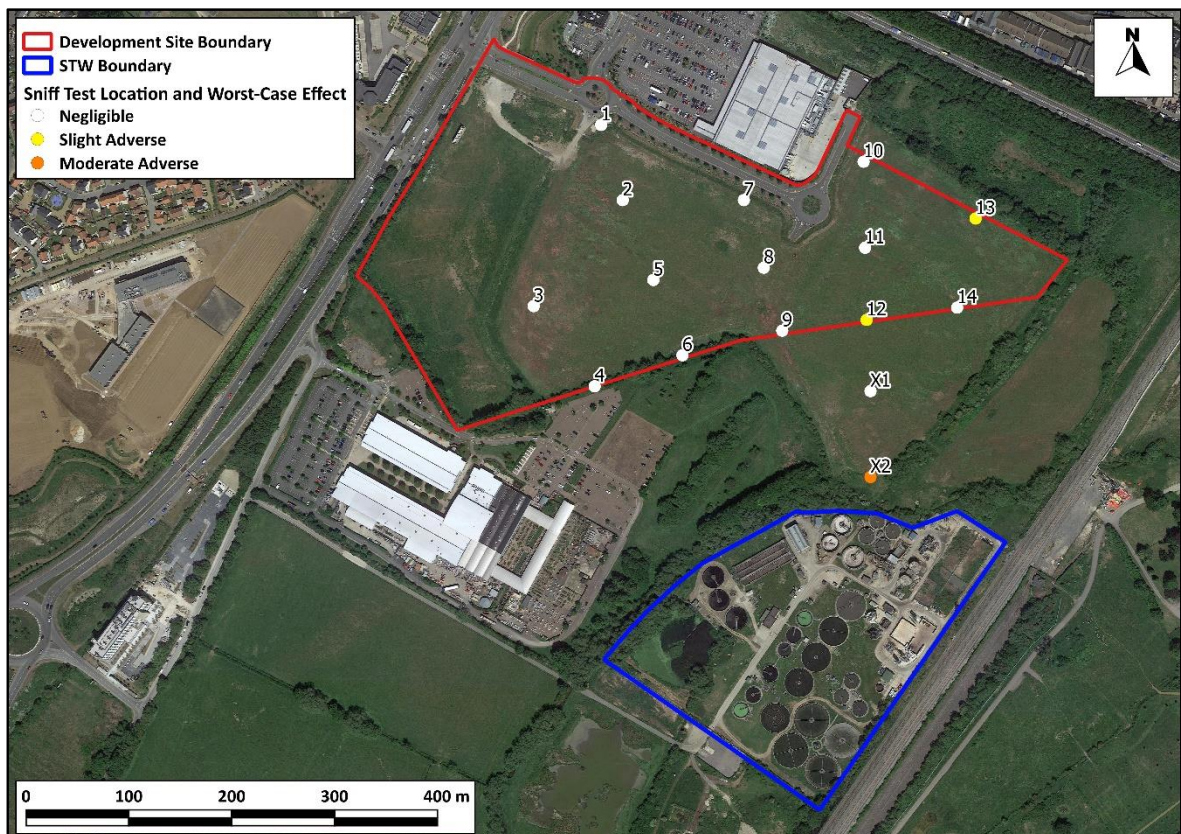 Development Site Boundary
STW Boundary
Sniff Test Location and Worst-Case Effect
Negligible
Slight Adverse
Moderate Adverse
N
1
10
2
7
13
11
8
5
3
14
12
9
6
4
X1
X2
0 100 200 300 400 m